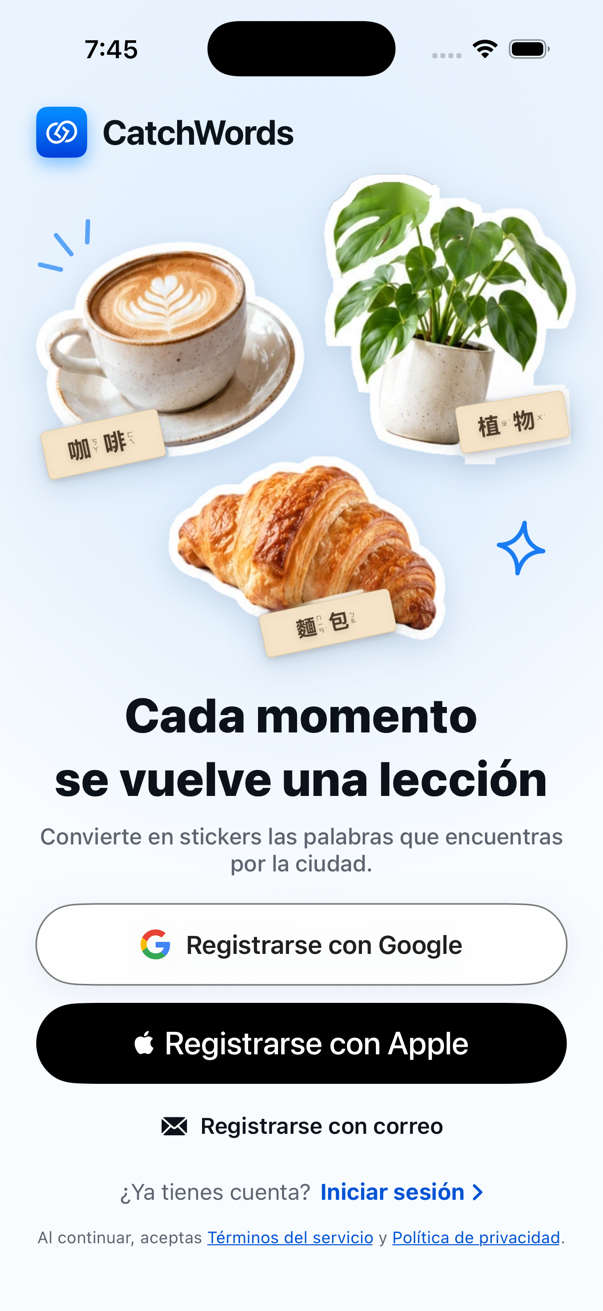 7:45
CatchWords
咖啡
植物
麵包
Cada momento
se vuelve una lección
Convierte en stickers las palabras que encuentras
por la ciudad.
Registrarse con Google
Registrarse con Apple
Registrarse con correo
¿Ya tienes cuenta? Iniciar sesión
Al continuar, aceptas Términos del servicio y Política de privacidad.